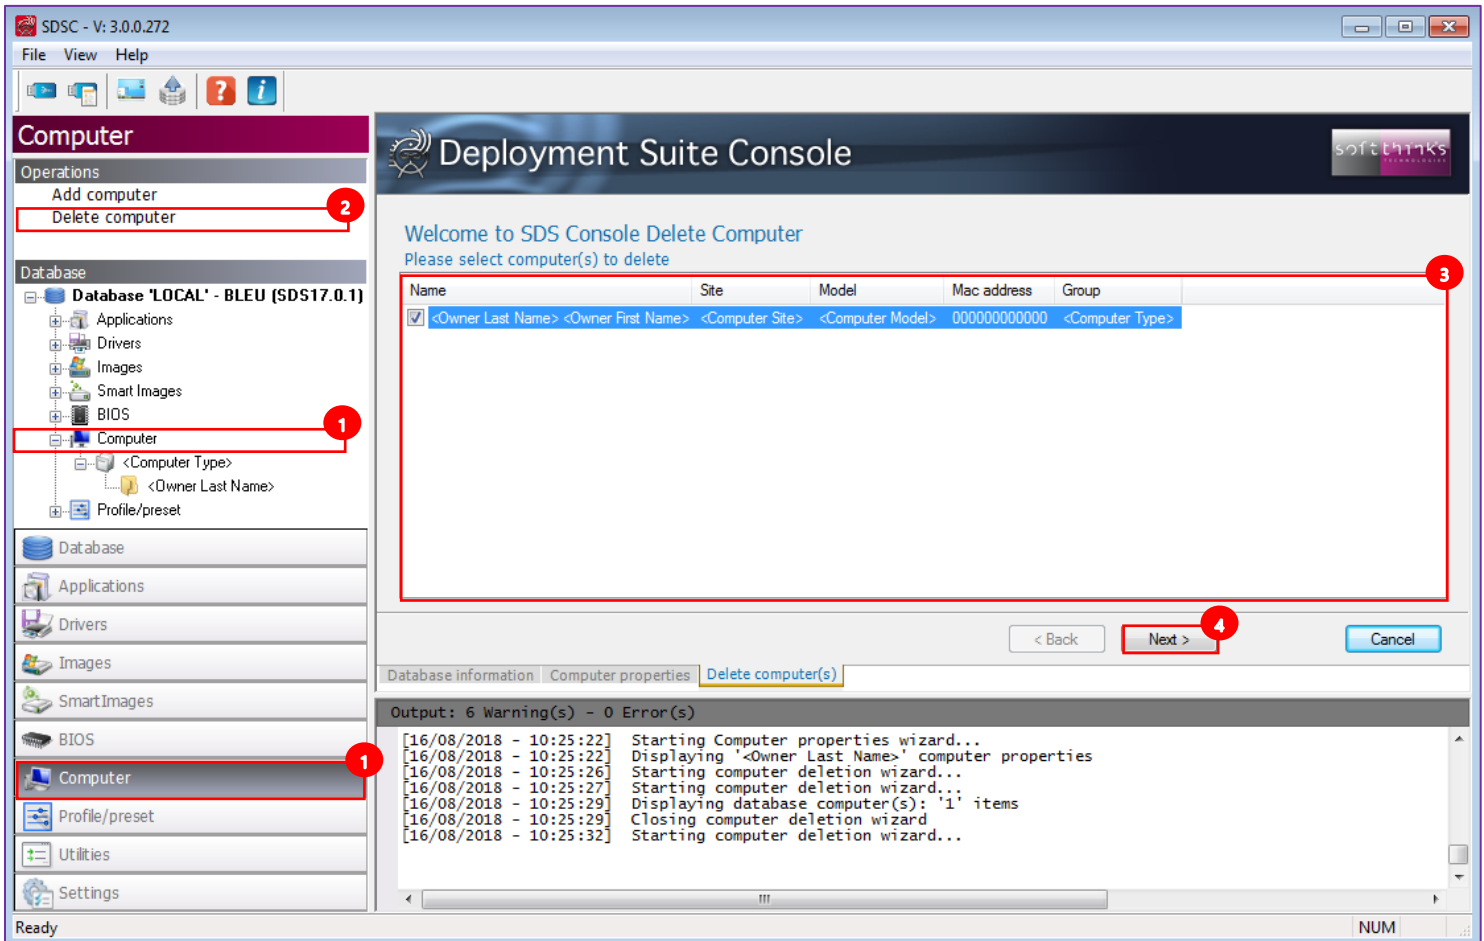 SDSC - V: 3.0.0.272
File View Help
Computer
Operations
Add computer
Delete computer
2
Database
Database 'LOCAL' - BLEU (SDS17.0.1)
Applications
Drivers
Images
Smart Images
BIOS
Computer
1
<Computer Type>
<Owner Last Name>
Profile/preset
Database
Applications
Drivers
Images
SmartImages
BIOS
Computer
1
Profile/preset
Utilities
Settings
Deployment Suite Console
softthinks
TECHNOLOGIES
Welcome to SDS Console Delete Computer
Please select computer(s) to delete
3
Name Site Model Mac address Group
<Owner Last Name> <Owner First Name> <Computer Site> <Computer Model> 000000000000 <Computer Type>
< Back Next > Cancel
4
Database information Computer properties Delete computer(s)
Output: 6 Warning(s) - 0 Error(s)
[16/08/2018 - 10:25:22] Starting Computer properties wizard...
[16/08/2018 - 10:25:22] Displaying '<Owner Last Name>' computer properties
[16/08/2018 - 10:25:26] Starting computer deletion wizard...
[16/08/2018 - 10:25:27] Starting computer deletion wizard...
[16/08/2018 - 10:25:29] Displaying database computer(s): '1' items
[16/08/2018 - 10:25:29] Closing computer deletion wizard
[16/08/2018 - 10:25:32] Starting computer deletion wizard...
Ready NUM